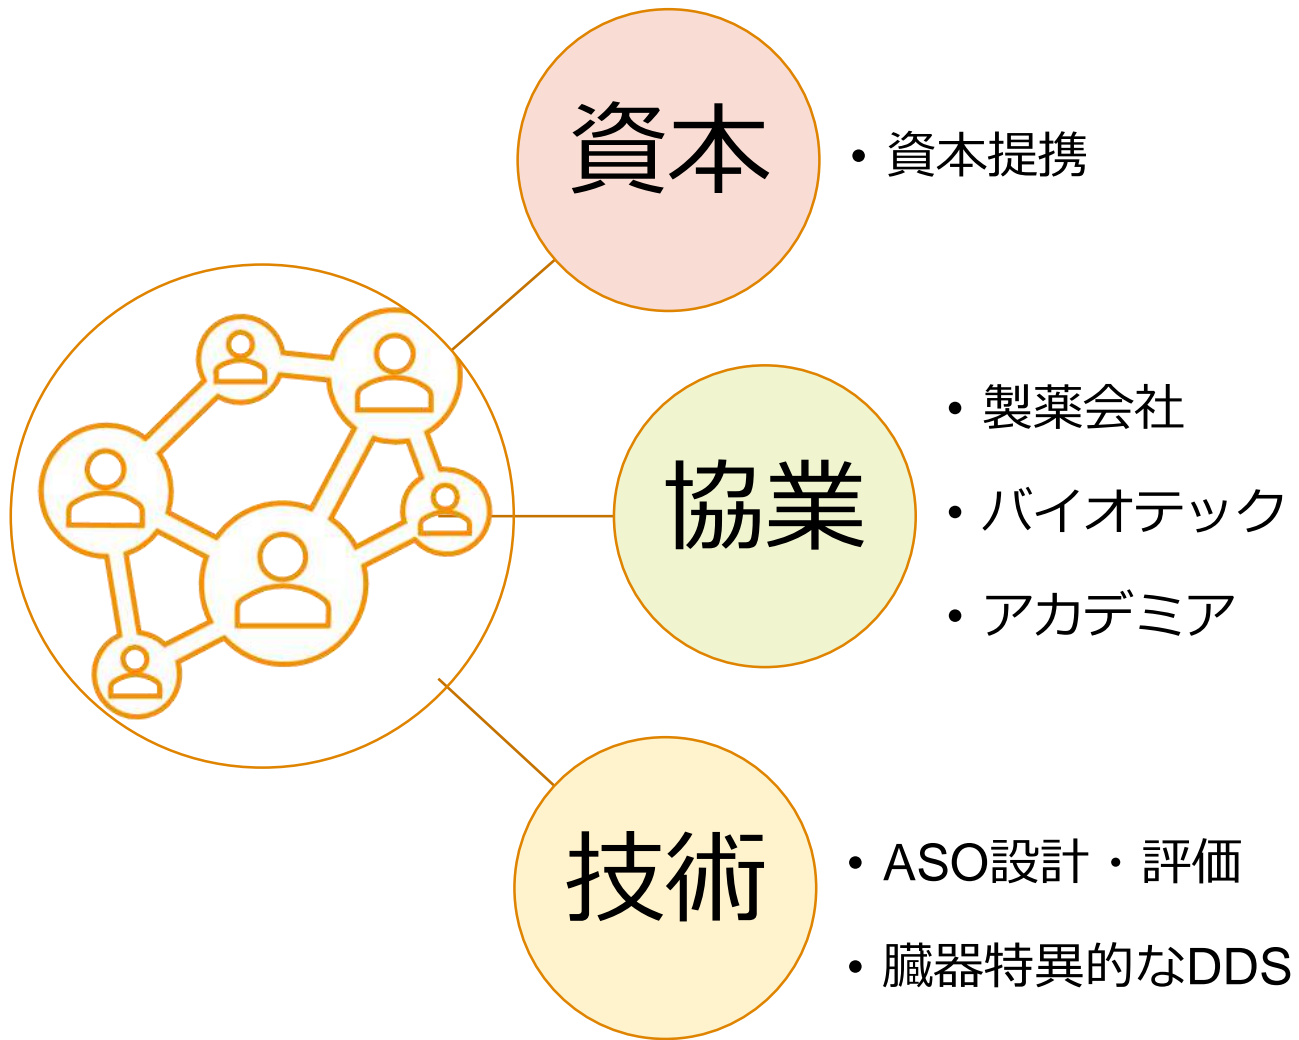 資本
• 資本提携
協業
• 製薬会社
• バイオテック
• アカデミア
技術
• ASO設計・評価
• 臓器特異的なDDS